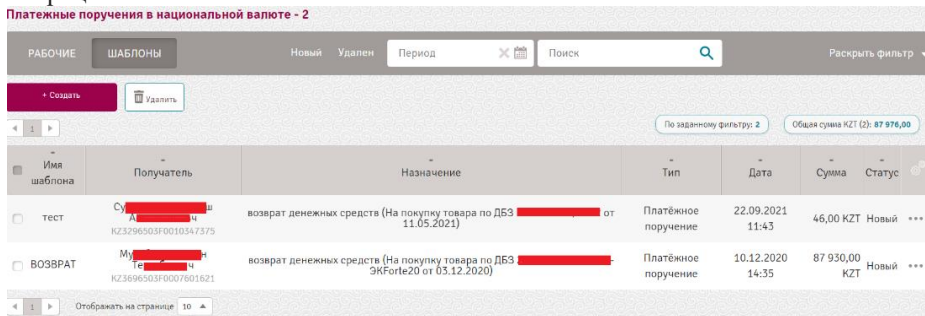 Платежные поручения в национальной валюте - 2
РАБОЧИЕ ШАБЛОНЫ Новый Удален Период Поиск Раскрыть фильтр
+ Создать Удалить
1 По заданному фильтру: 2 Общая сумма KZT (2): 87 976,00
Имя шаблона Получатель Назначение Тип Дата Сумма Статус
Су ш
тест А ч возврат денежных средств (На покупку товара по ДБЗ от 11.05.2021) Платёжное поручение 22.09.2021 11:43 46,00 KZT Новый
KZ3296503F0010347375
Му н
ВОЗВРАТ Те ч возврат денежных средств (На покупку товара по ДБЗ - ЭКForte20 от 03.12.2020) Платёжное поручение 10.12.2020 14:35 87 930,00 KZT Новый
KZ3696503F0007601621
1 Отображать на странице 10